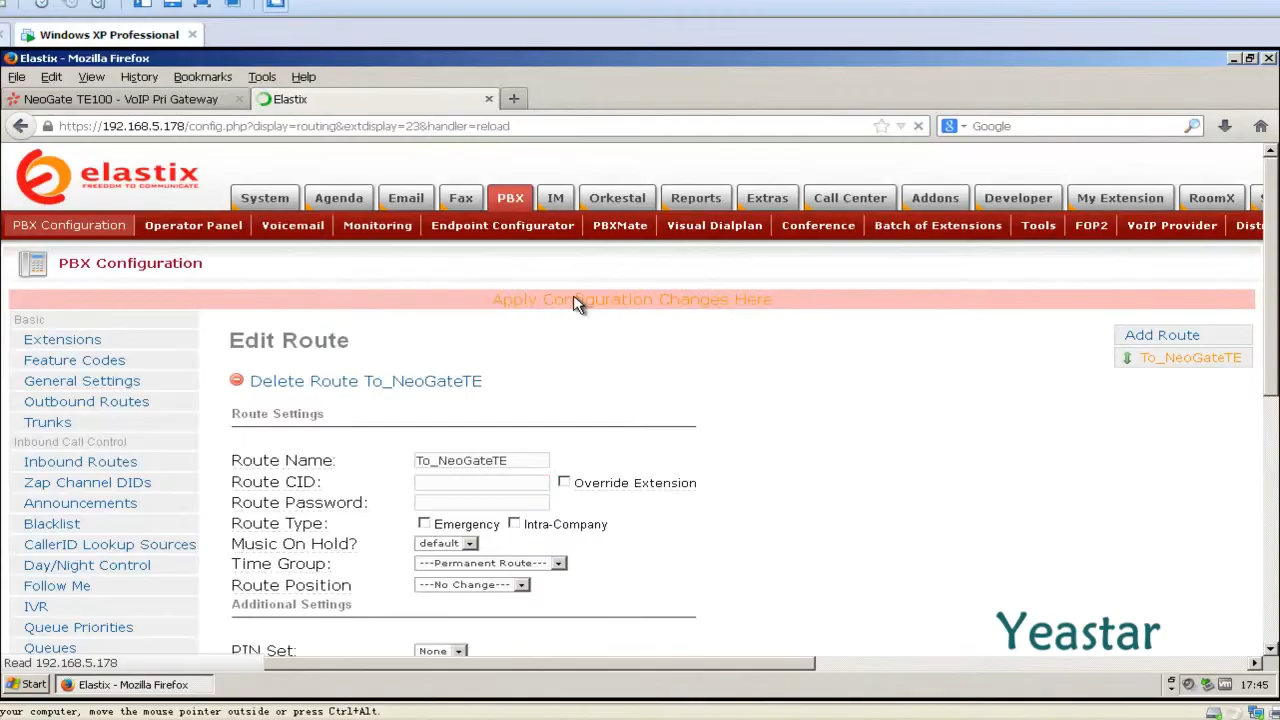 Windows XP Professional
Elastix - Mozilla Firefox
File Edit View History Bookmarks Tools Help
NeoGate TE100 - VoIP Pri Gateway Elastix
https://192.168.5.178/config.php?display=routing&extdisplay=23&handler=reload Google
elastix
FREEDOM TO COMMUNICATE
System Agenda Email Fax PBX IM Orkestal Reports Extras Call Center Addons Developer My Extension RoomX
PBX Configuration Operator Panel Voicemail Monitoring Endpoint Configurator PBXMate Visual Dialplan Conference Batch of Extensions Tools FOP2 VoIP Provider Distri
PBX Configuration
Apply Configuration Changes Here
Basic
Extensions
Feature Codes
General Settings
Outbound Routes
Trunks
Inbound Call Control
Inbound Routes
Zap Channel DIDs
Announcements
Blacklist
CallerID Lookup Sources
Day/Night Control
Follow Me
IVR
Queue Priorities
Queues
Edit Route
Delete Route To_NeoGateTE
Route Settings
Route Name: To_NeoGateTE
Route CID: Override Extension
Route Password:
Route Type: Emergency Intra-Company
Music On Hold? default
Time Group: ---Permanent Route---
Route Position ---No Change---
Additional Settings
PIN Set: None
Add Route
To_NeoGateTE
Yeastar
Read 192.168.5.178
Start Elastix - Mozilla Firefox 17:45
your computer, move the mouse pointer outside or press Ctrl+Alt.